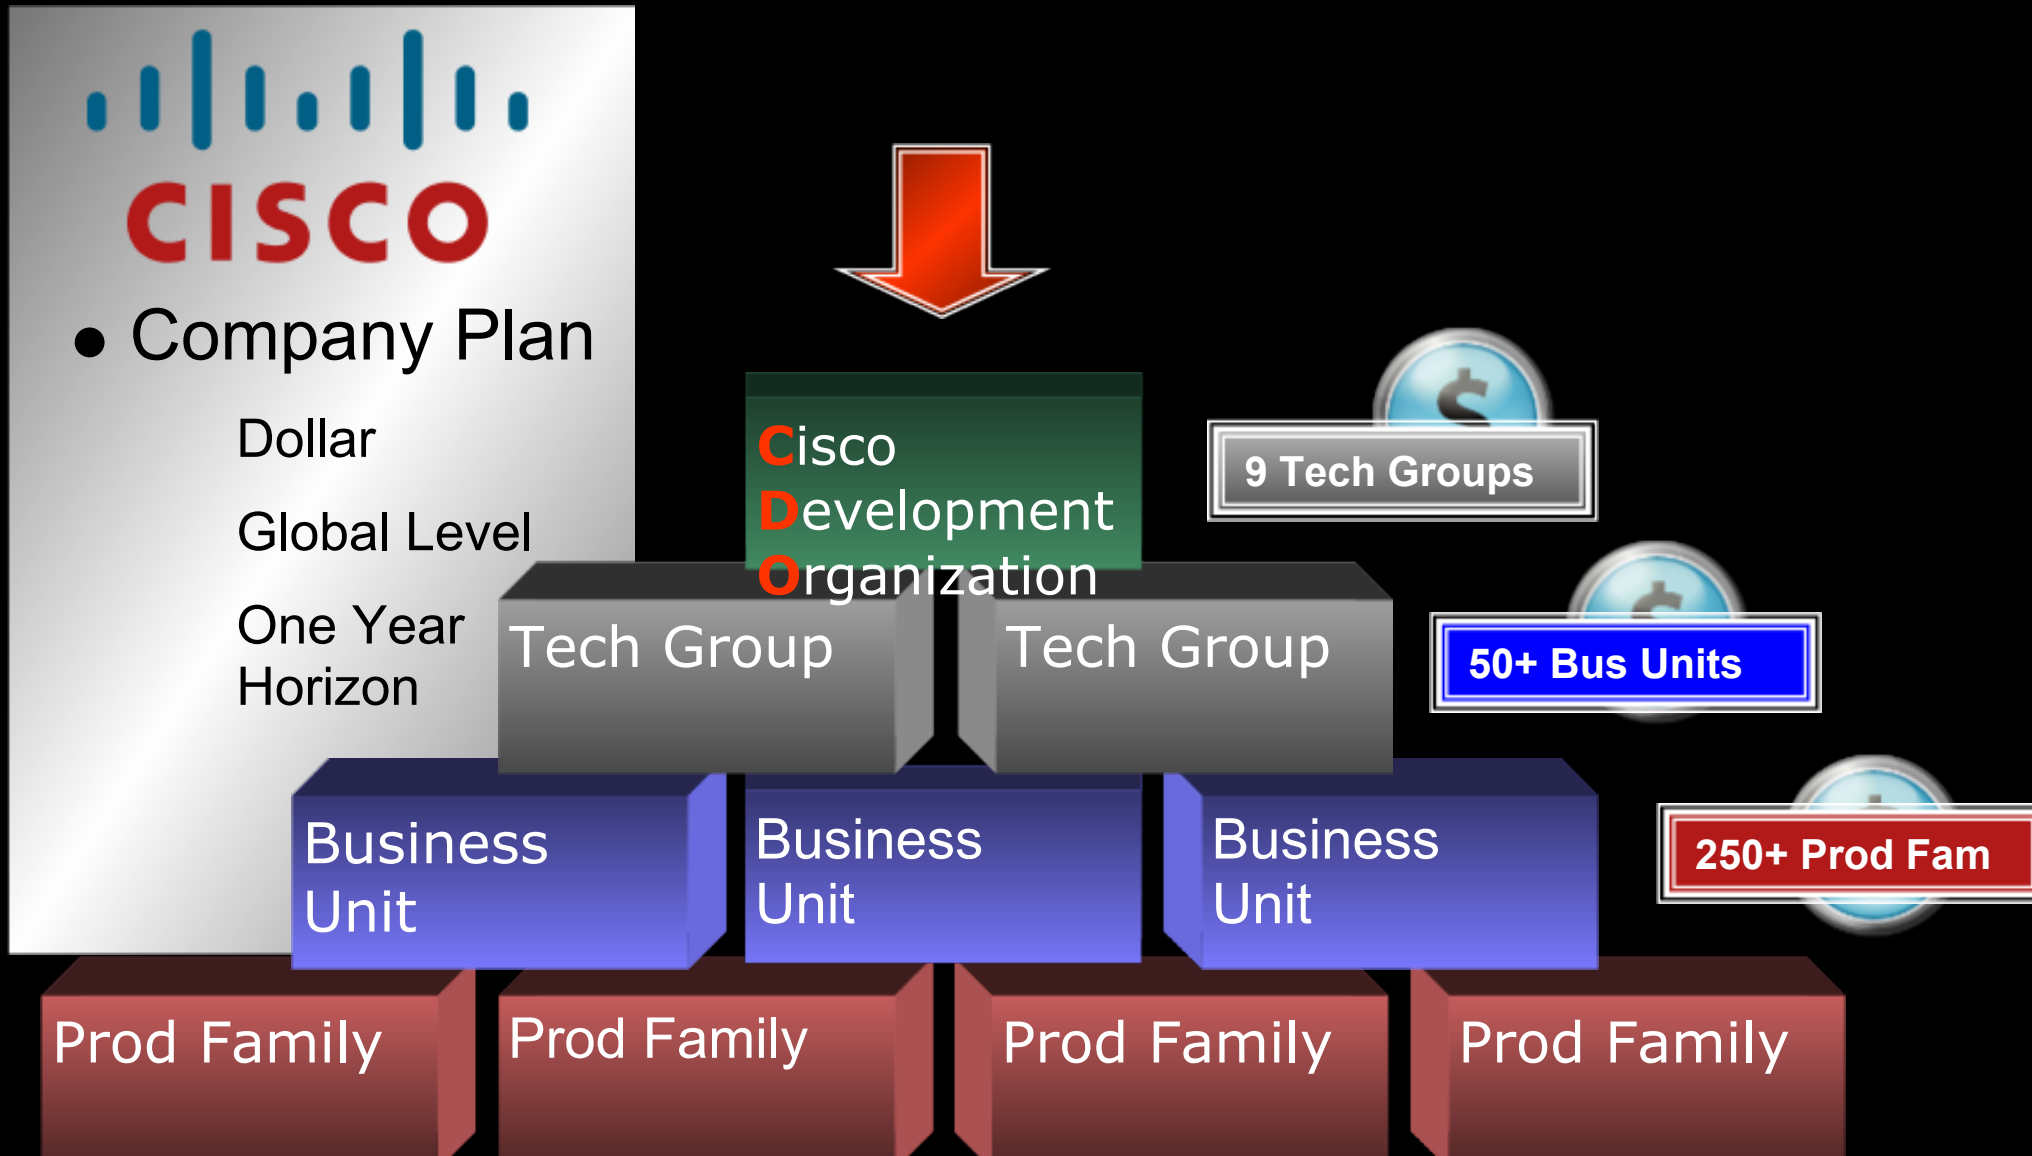 CISCO
● Company Plan
Dollar
Global Level
One Year
Horizon
Cisco
Development
Organization
9 Tech Groups
Tech Group
Tech Group
50+ Bus Units
Business
Unit
Business
Unit
Business
Unit
250+ Prod Fam
Prod Family
Prod Family
Prod Family
Prod Family